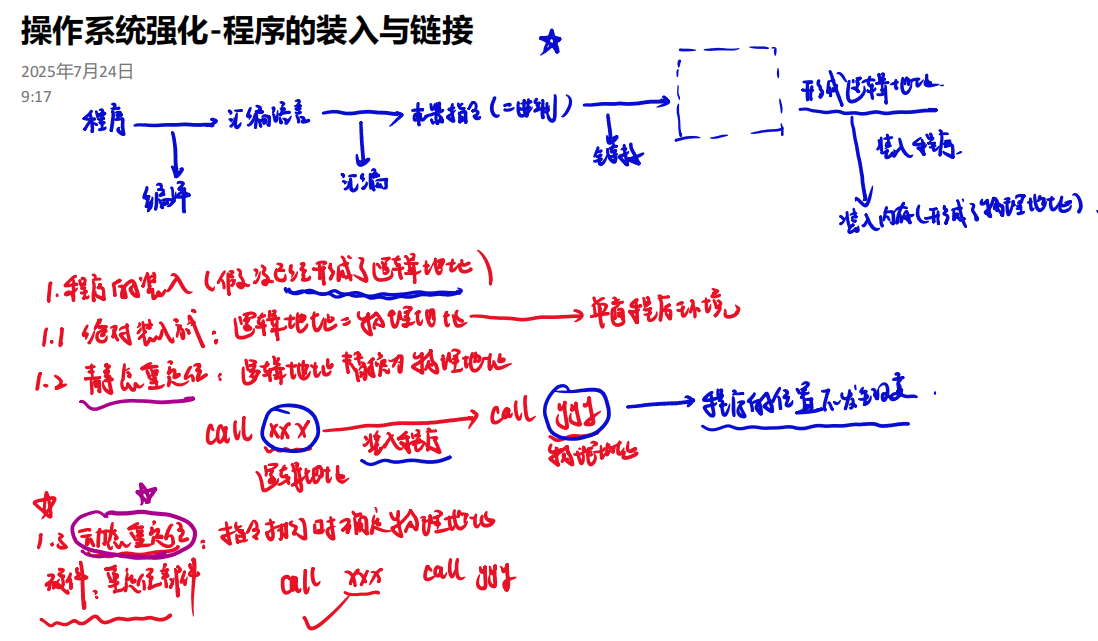 操作系统强化-程序的装入与链接
2025年7月24日
9:17
程序 汇编语言 本课指令(二进制) 形成逻辑地址
编译 汇编 链接 装入程序
装入内存(形成了物理地址)
1.程序的装入(假设已经形成了逻辑地址)
1.1 绝对装入式:逻辑地址=物理地址 单道程序环境
1.2 静态重定位:逻辑地址 物理地址
call xxx call yyy 程序的位置不发生改变
装入程序
逻辑地址 物理地址
1.3 动态重定位:指令执行时确定物理地址
硬件:重定位部件 call xxx call yyy